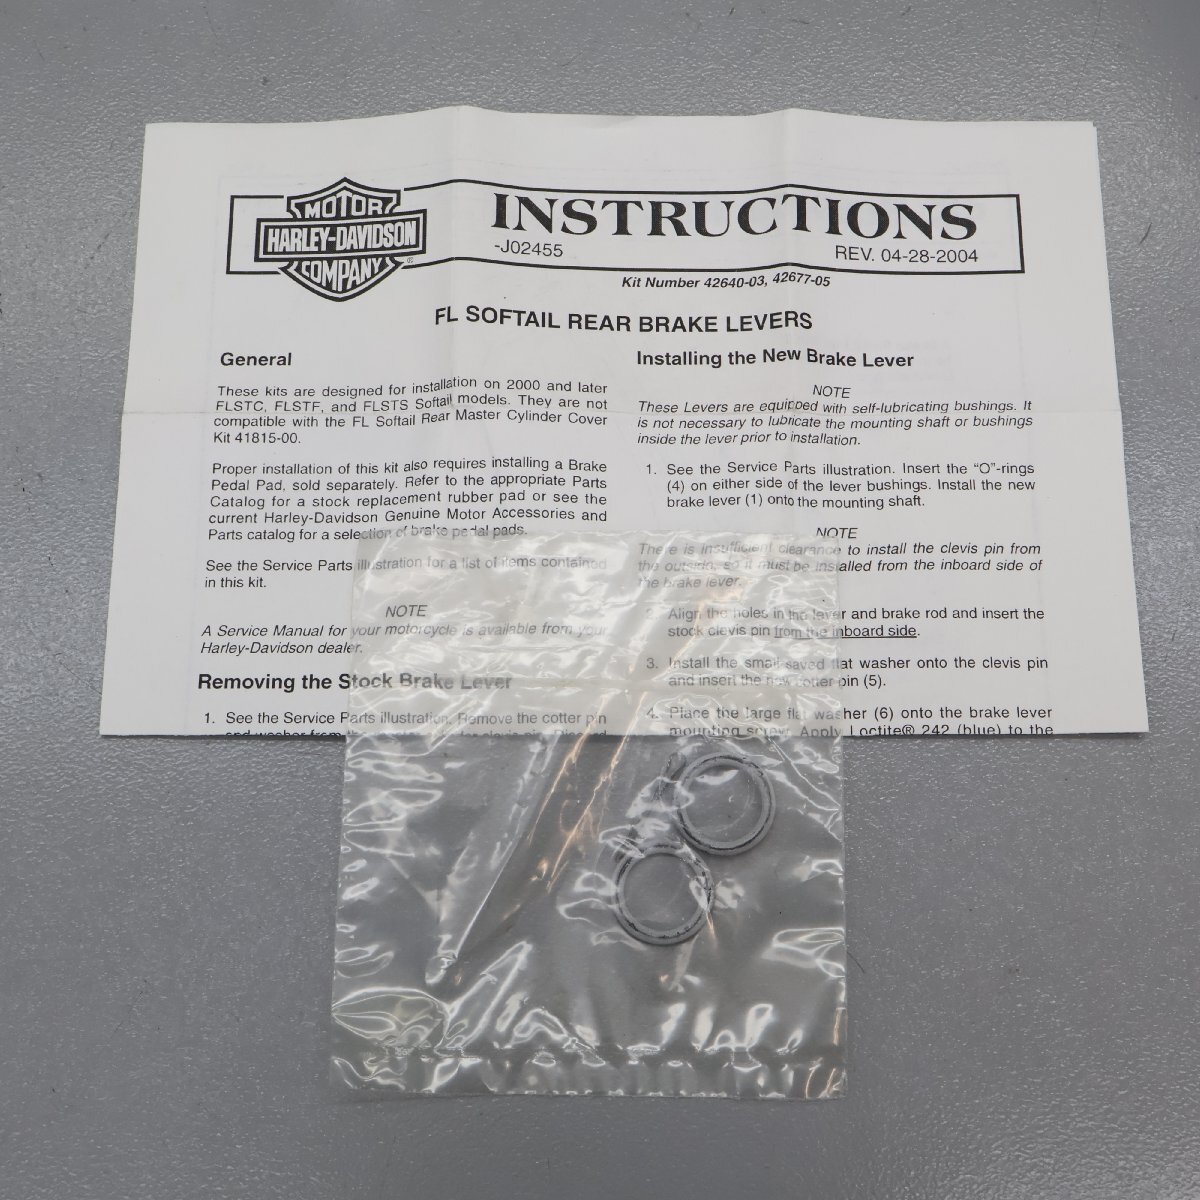 MOTOR
HARLEY-DAVIDSON
COMPANY
®
INSTRUCTIONS
-J02455
REV. 04-28-2004
Kit Number 42640-03, 42677-05
FL SOFTAIL REAR BRAKE LEVERS
General
These kits are designed for installation on 2000 and later
FLSTC, FLSTF, and FLSTS Softail models. They are not
compatible with the FL Softail Rear Master Cylinder Cover
Kit 41815-00.
Proper installation of this kit also requires installing a Brake
Pedal Pad, sold separately. Refer to the appropriate Parts
Catalog for a stock replacement rubber pad or see the
current Harley-Davidson Genuine Motor Accessories and
Parts catalog for a selection of brake pedal pads.
See the Service Parts illustration for a list of items contained
in this kit.
NOTE
A Service Manual for your motorcycle is available from your
Harley-Davidson dealer.
Removing the Stock Brake Lever
1. See the Service Parts illustration. Remove the cotter pin
and washer from the
Installing the New Brake Lever
NOTE
These Levers are equipped with self-lubricating bushings. It
is not necessary to lubricate the mounting shaft or bushings
inside the lever prior to installation.
1. See the Service Parts illustration. Insert the “O”-rings
(4) on either side of the lever bushings. Install the new
brake lever (1) onto the mounting shaft.
NOTE
There is insufficient clearance to install the clevis pin from
the outside, so it must be installed from the inboard side of
the brake lever.
2. Align the holes in the lever and brake rod and insert the
stock clevis pin from the inboard side.
3. Install the small saved flat washer onto the clevis pin
and insert the new cotter pin (5).
4. Place the large flat washer (6) onto the brake lever
mounting screw. Apply Loctite® 242 (blue) to the